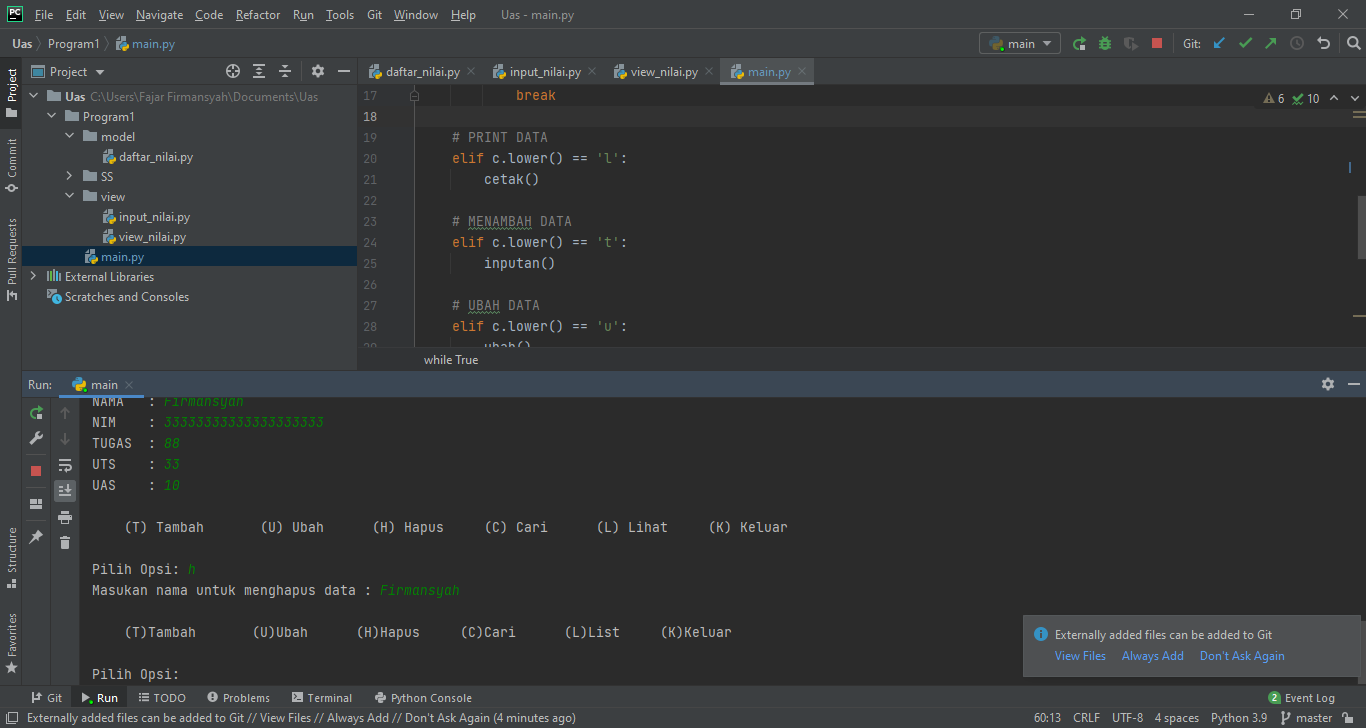 PC File Edit View Navigate Code Refactor Run Tools Git Window Help Uas - main.py
Uas Program1 main.py main Git:
Project daftar_nilai.py input_nilai.py view_nilai.py main.py
Project
Commit
Pull Requests
Structure
Favorites
Uas C:\Users\Fajar Firmansyah\Documents\Uas
Program1
model
daftar_nilai.py
SS
view
input_nilai.py
view_nilai.py
main.py
External Libraries
Scratches and Consoles
6 10
17 break
18
19 # PRINT DATA
20 elif c.lower() == 'l':
21 cetak()
22
23 # MENAMBAH DATA
24 elif c.lower() == 't':
25 inputan()
26
27 # UBAH DATA
28 elif c.lower() == 'u':
29 ubah()
while True
Run: main
NAMA : Firmansyah
NIM : 33333333333333333333
TUGAS : 88
UTS : 33
UAS : 10
(T) Tambah (U) Ubah (H) Hapus (C) Cari (L) Lihat (K) Keluar
Pilih Opsi: h
Masukan nama untuk menghapus data : Firmansyah
(T)Tambah (U)Ubah (H)Hapus (C)Cari (L)List (K)Keluar
Pilih Opsi:
Externally added files can be added to Git
View Files Always Add Don't Ask Again
Git Run TODO Problems Terminal Python Console 2 Event Log
Externally added files can be added to Git // View Files // Always Add // Don't Ask Again (4 minutes ago) 60:13 CRLF UTF-8 4 spaces Python 3.9 master